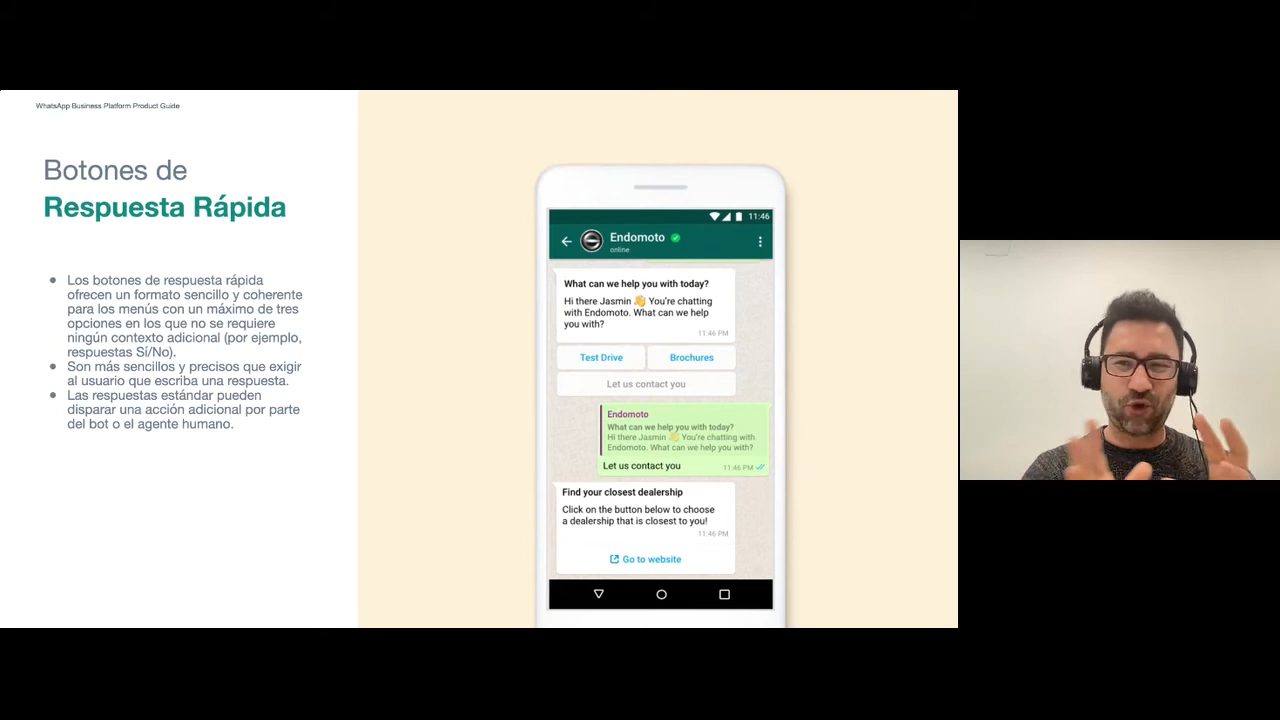 WhatsApp Business Platform Product Guide
Botones de
Respuesta Rápida
● Los botones de respuesta rápida
ofrecen un formato sencillo y coherente
para los menús con un máximo de tres
opciones en los que no se requiere
ningún contexto adicional (por ejemplo,
respuestas Sí/No).
● Son más sencillos y precisos que exigir
al usuario que escriba una respuesta.
● Las respuestas estándar pueden
disparar una acción adicional por parte
del bot o el agente humano.
11:46
Endomoto
online
What can we help you with today?
Hi there Jasmin 👋 You're chatting
with Endomoto. What can we help
you with?
11:46 PM
Test Drive
Brochures
Let us contact you
Endomoto
What can we help you with today?
Hi there Jasmin 👋 You're chatting with
Endomoto. What can we help you with?
Let us contact you 11:46 PM
Find your closest dealership
Click on the button below to choose
a dealership that is closest to you!
11:46 PM
Go to website